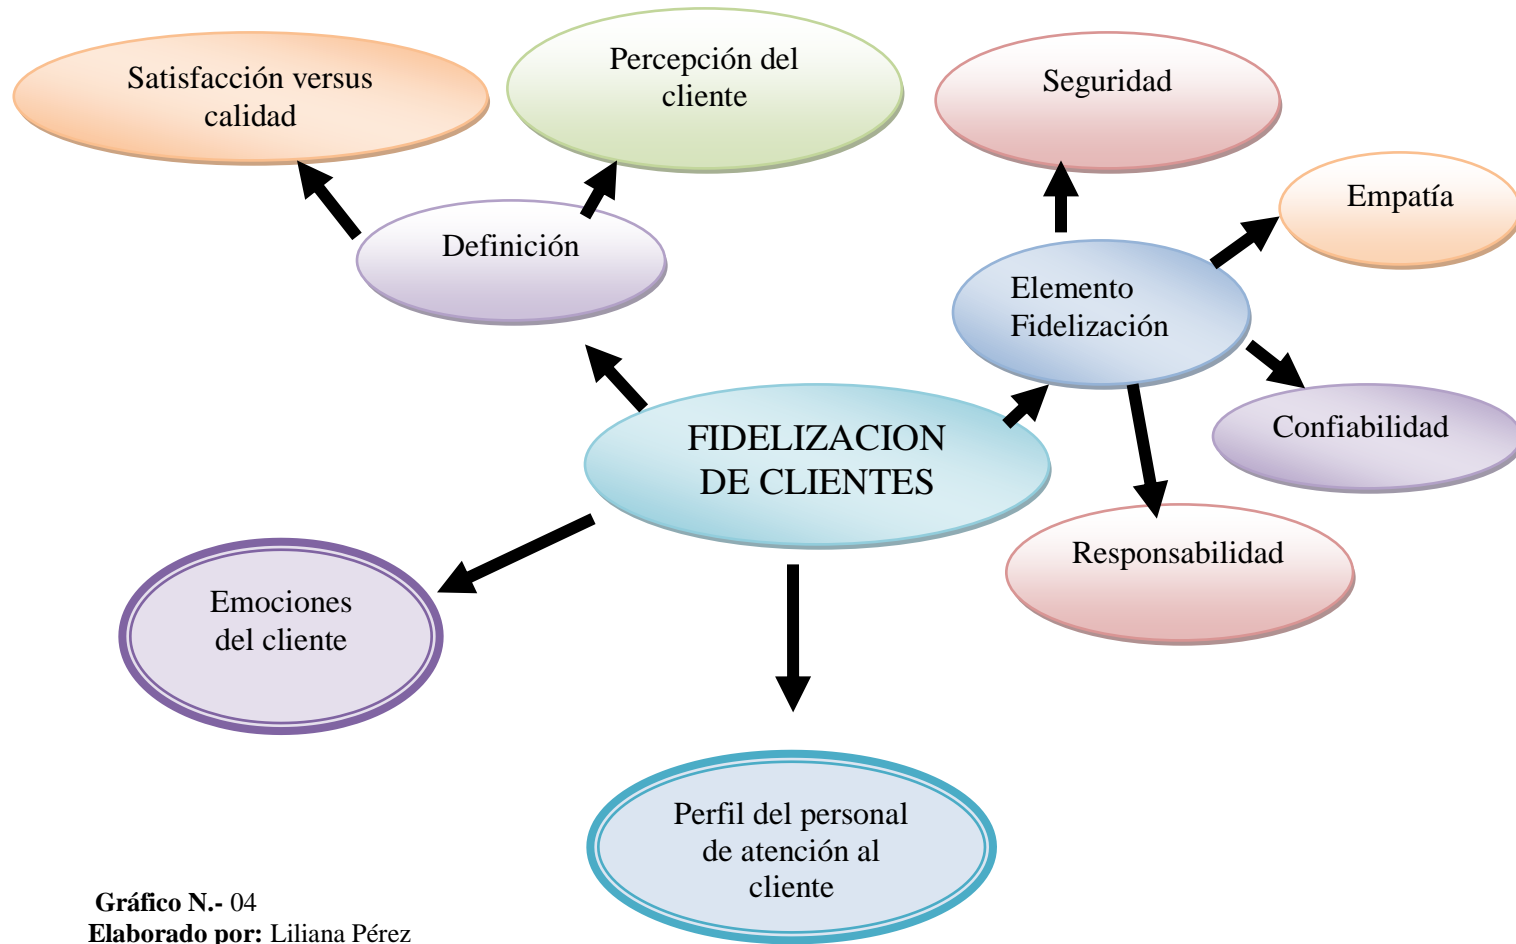 Satisfacción versus
calidad
Percepción del
cliente
Seguridad
Empatía
Definición
Elemento
Fidelización
Confiabilidad
FIDELIZACION
DE CLIENTES
Responsabilidad
Emociones
del cliente
Perfil del personal
de atención al
cliente
Gráfico N.- 04
Elaborado por: Liliana Pérez